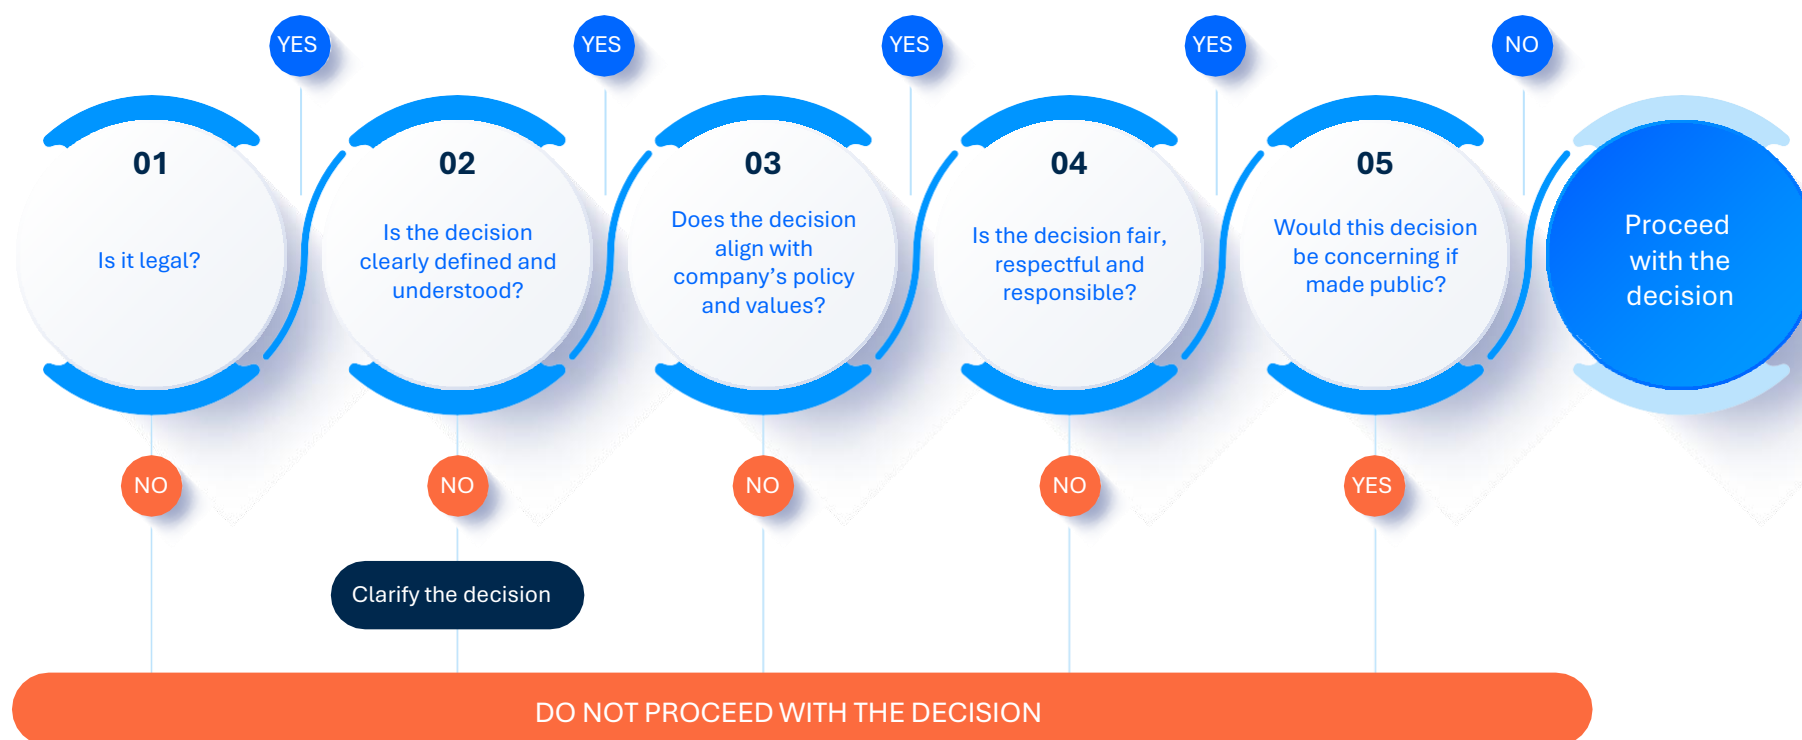 YES
YES
YES
YES
NO
01
Is it legal?
02
Is the decision
clearly defined and
understood?
03
Does the decision
align with
company’s policy
and values?
04
Is the decision fair,
respectful and
responsible?
05
Would this decision
be concerning if
made public?
Proceed
with the
decision
NO
NO
NO
NO
YES
Clarify the decision
DO NOT PROCEED WITH THE DECISION